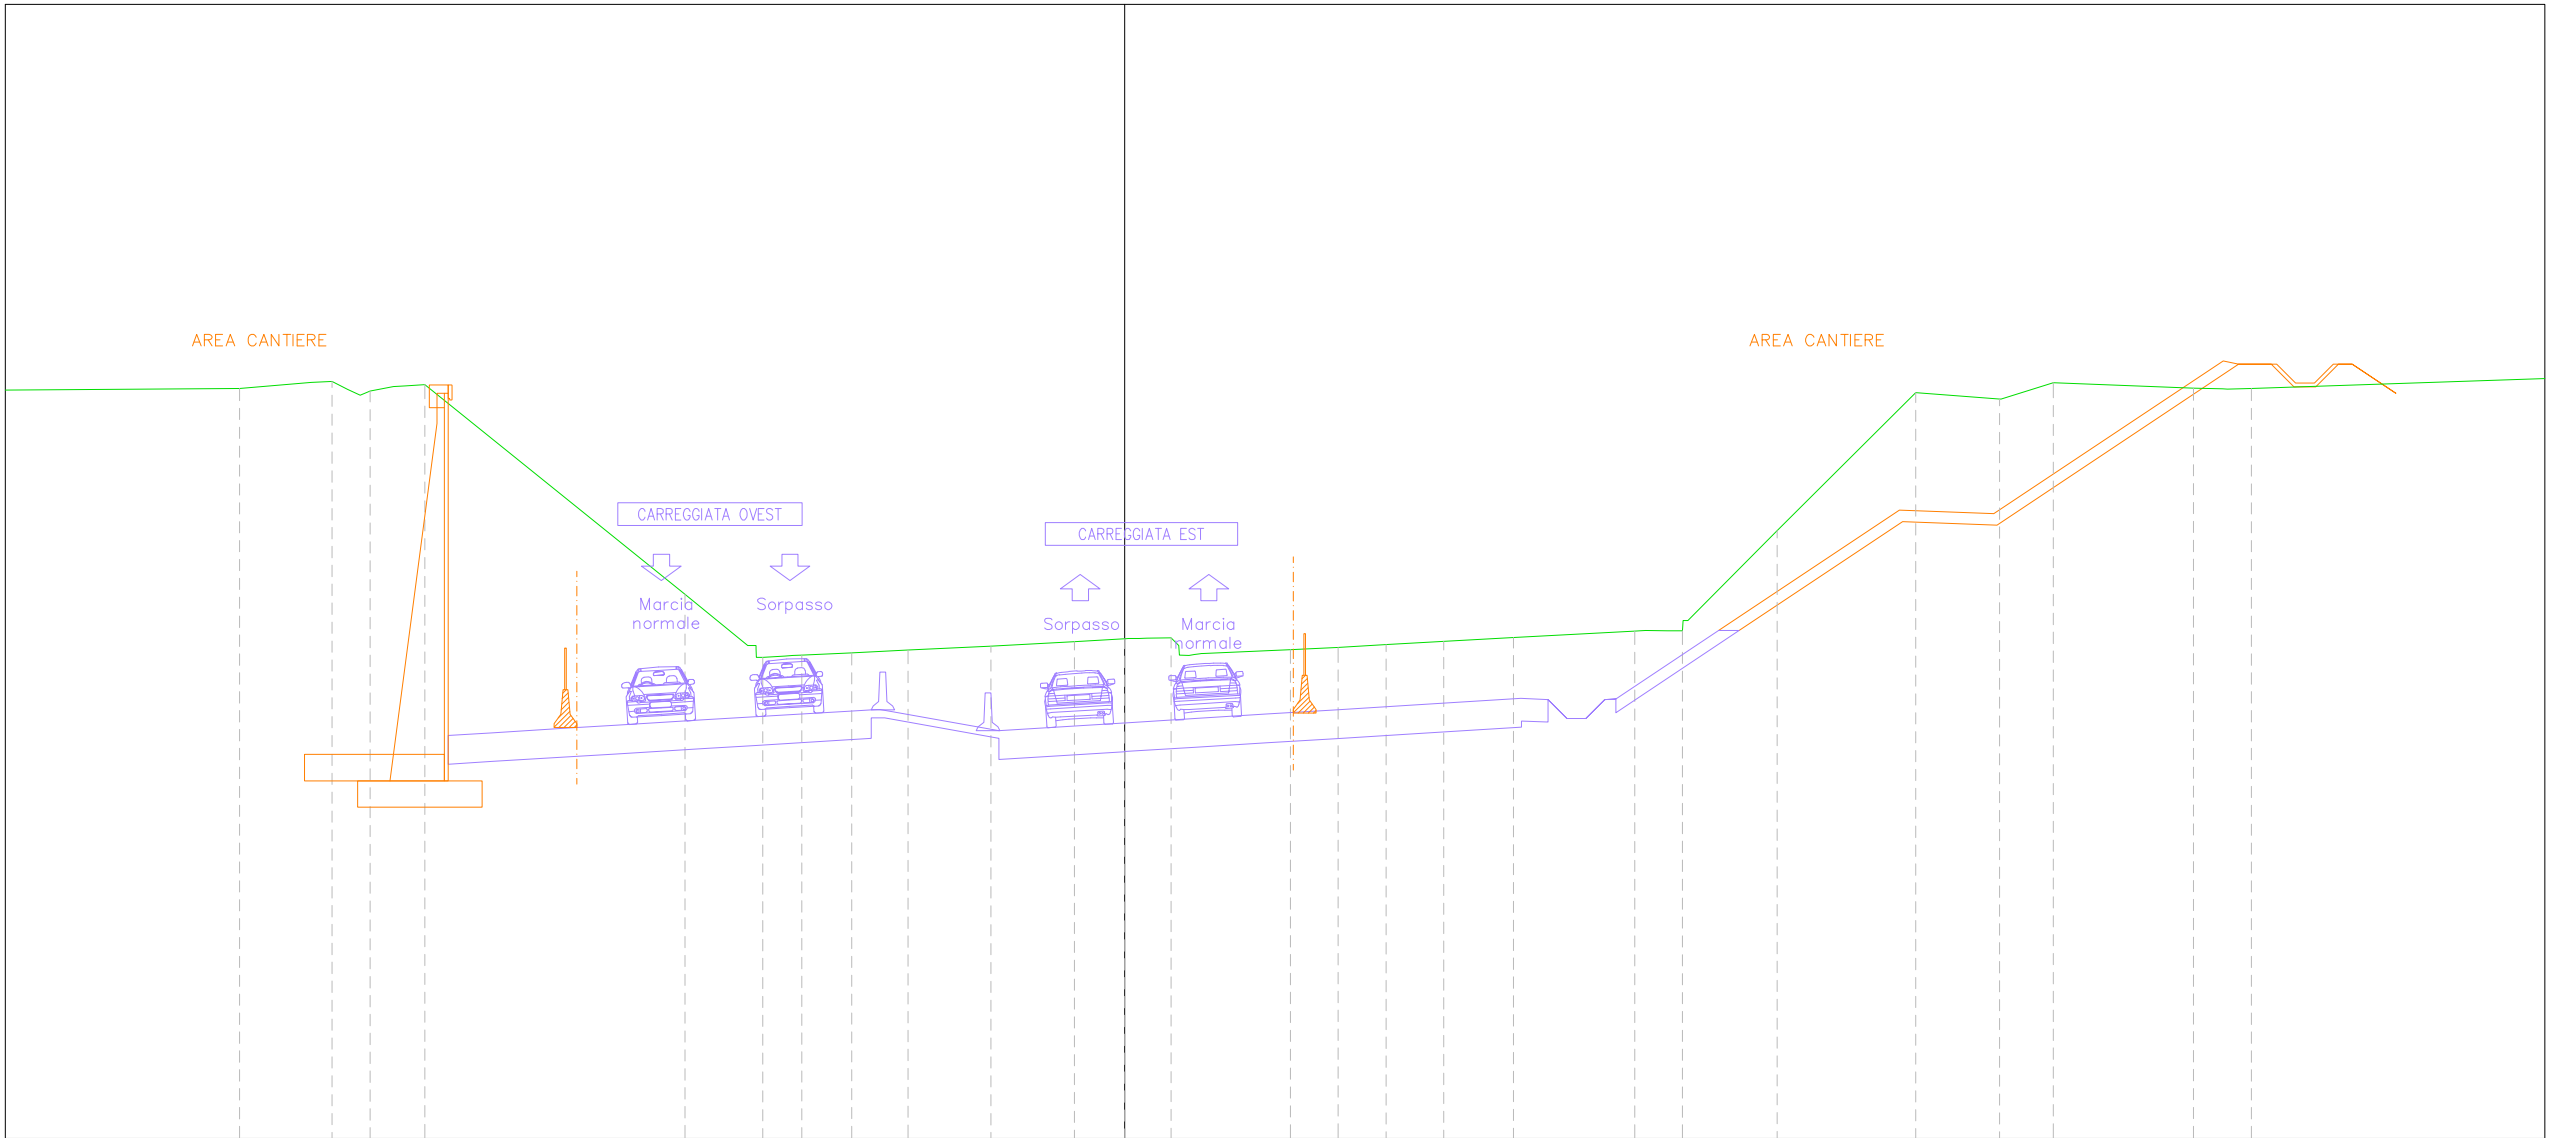 AREA CANTIERE
AREA CANTIERE
CARREGGIATA OVEST
CARREGGIATA EST
Marcia
normale
Sorpasso
Sorpasso
Marcia
normale